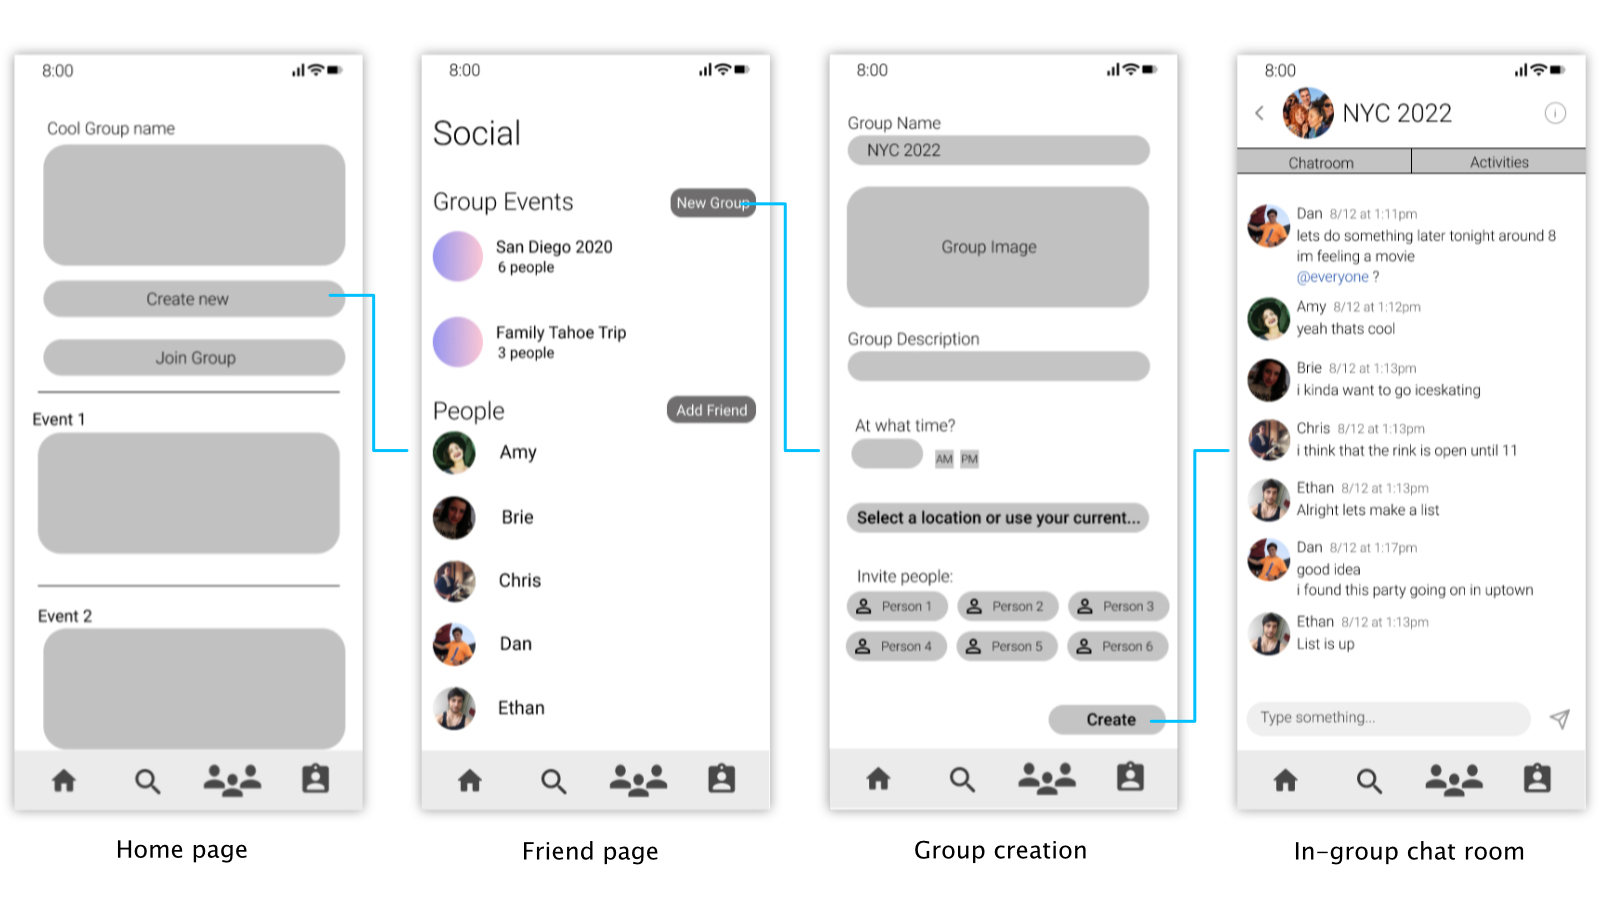 8:00
Cool Group name
Create new
Join Group
Event 1
Event 2
Home page
8:00
Social
Group Events
New Group
San Diego 2020
6 people
Family Tahoe Trip
3 people
People
Add Friend
Amy
Brie
Chris
Dan
Ethan
Friend page
8:00
Group Name
NYC 2022
Group Image
Group Description
At what time?
AM PM
Select a location or use your current...
Invite people:
Person 1 Person 2 Person 3
Person 4 Person 5 Person 6
Create
Group creation
8:00
NYC 2022
Chatroom Activities
Dan 8/12 at 1:11pm
lets do something later tonight around 8
im feeling a movie
@everyone ?
Amy 8/12 at 1:12pm
yeah thats cool
Brie 8/12 at 1:13pm
i kinda want to go iceskating
Chris 8/12 at 1:13pm
i think that the rink is open until 11
Ethan 8/12 at 1:13pm
Alright lets make a list
Dan 8/12 at 1:17pm
good idea
i found this party going on in uptown
Ethan 8/12 at 1:13pm
List is up
Type something...
In-group chat room